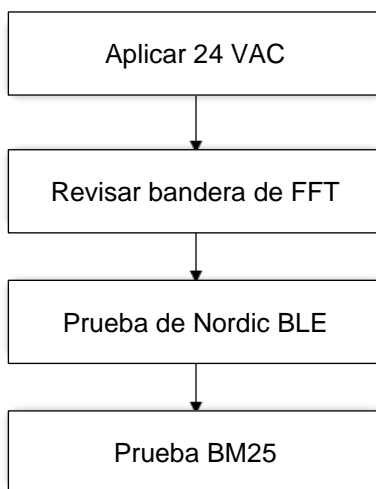 Aplicar 24 VAC
Revisar bandera de FFT
Prueba de Nordic BLE
Prueba BM25